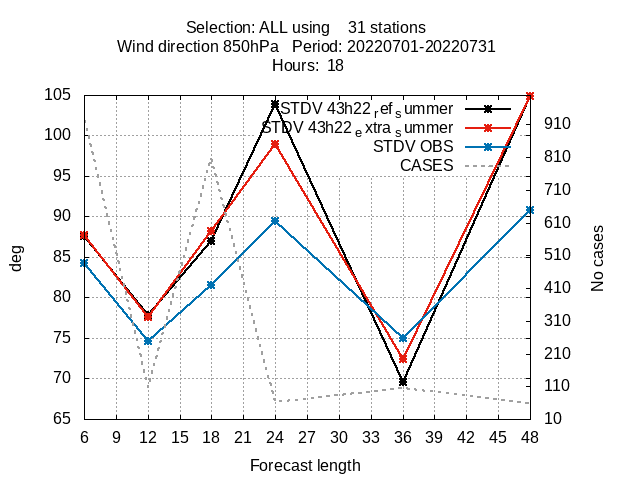 Selection: ALL using 31 stations
Wind direction 850hPa Period: 20220701-20220731
Hours: 18
STDV 43h22 ref summer
STDV 43h22 extra summer
STDV OBS
CASES
105
100
95
90
85
80
75
70
65
deg
910
810
710
610
510
410
310
210
110
10
No cases
6 9 12 15 18 21 24 27 30 33 36 39 42 45 48
Forecast length